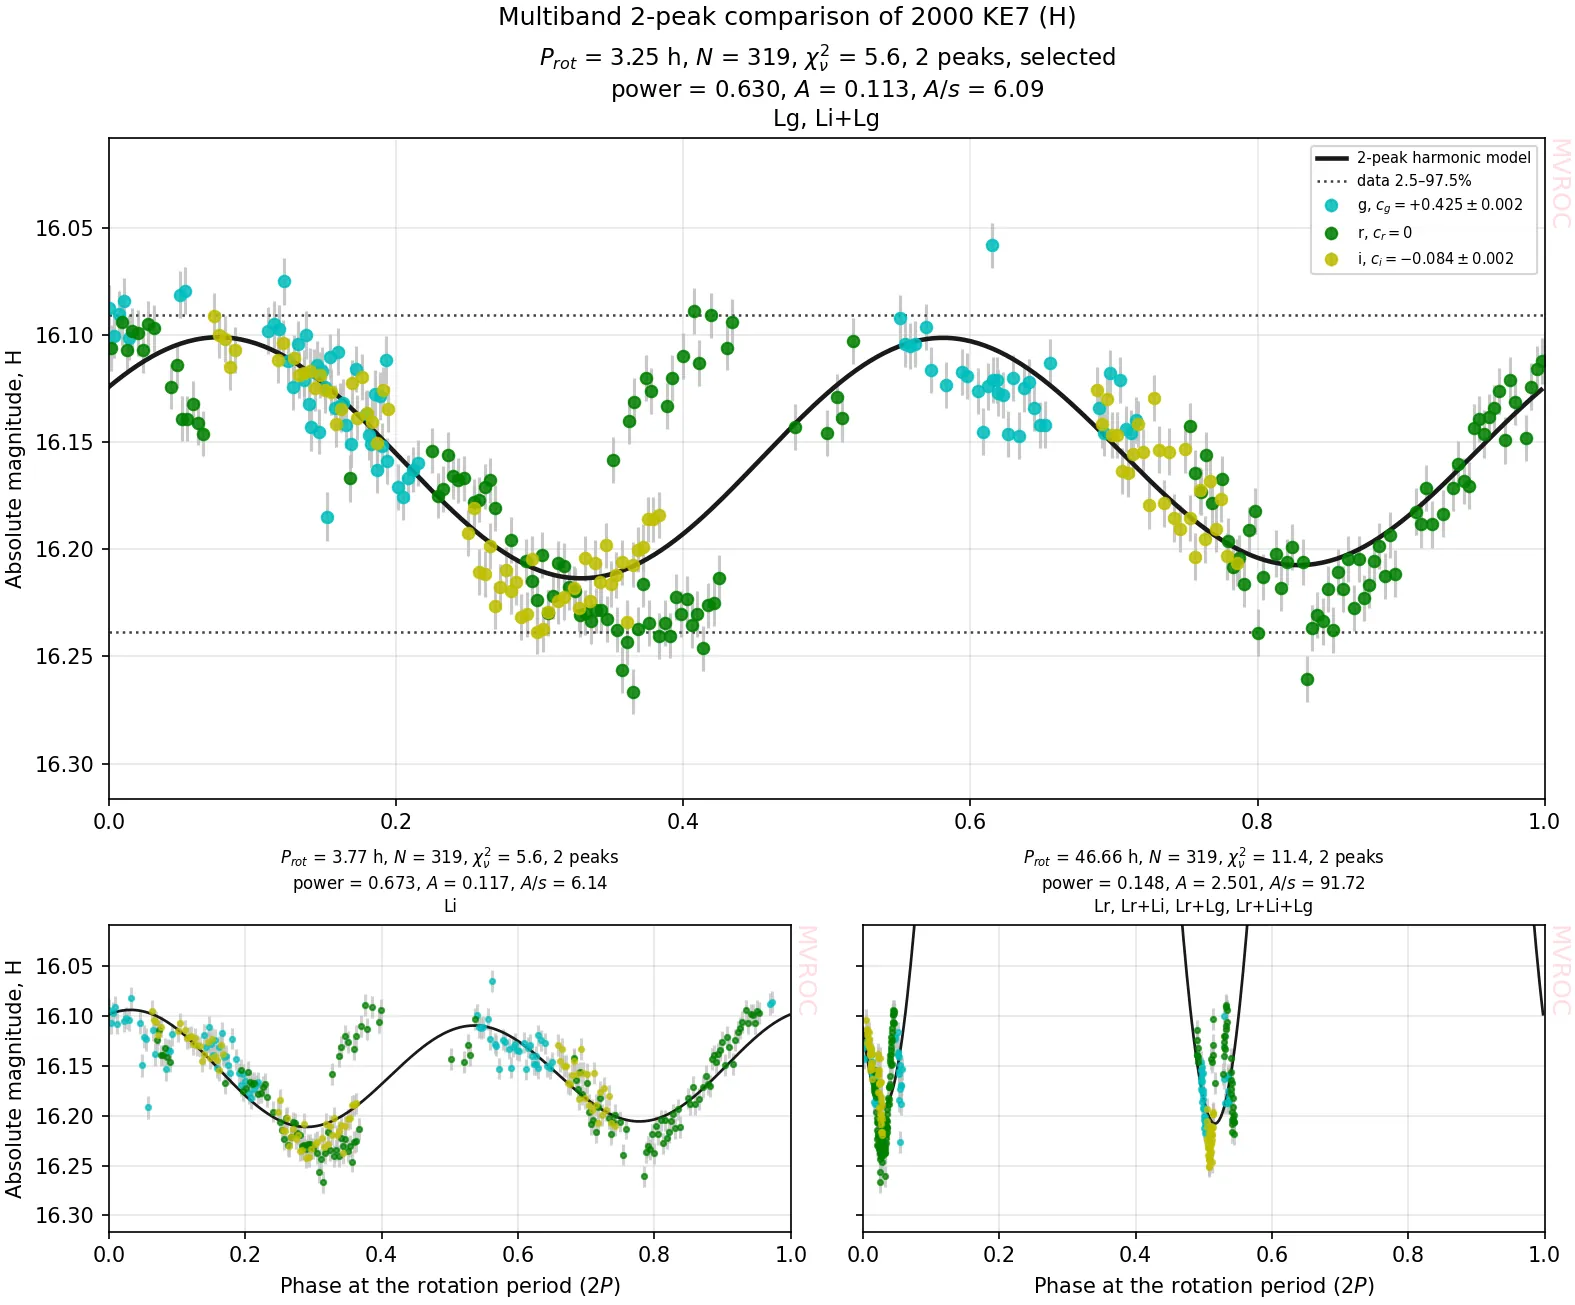 Multiband 2-peak comparison of 2000 KE7 (H)
P_rot = 3.25 h, N = 319, χ²_ν = 5.6, 2 peaks, selected
power = 0.630, A = 0.113, A/s = 6.09
Lg, Li+Lg
2-peak harmonic model
data 2.5–97.5%
g, c_g = +0.425 ± 0.002
r, c_r = 0
i, c_i = −0.084 ± 0.002
MVROC
Absolute magnitude, H
16.05
16.10
16.15
16.20
16.25
16.30
0.0 0.2 0.4 0.6 0.8 1.0
P_rot = 3.77 h, N = 319, χ²_ν = 5.6, 2 peaks
power = 0.673, A = 0.117, A/s = 6.14
Li
MVROC
Absolute magnitude, H
16.05
16.10
16.15
16.20
16.25
16.30
0.0 0.2 0.4 0.6 0.8 1.0
Phase at the rotation period (2P)
P_rot = 46.66 h, N = 319, χ²_ν = 11.4, 2 peaks
power = 0.148, A = 2.501, A/s = 91.72
Lr, Lr+Li, Lr+Lg, Lr+Li+Lg
MVROC
0.0 0.2 0.4 0.6 0.8 1.0
Phase at the rotation period (2P)